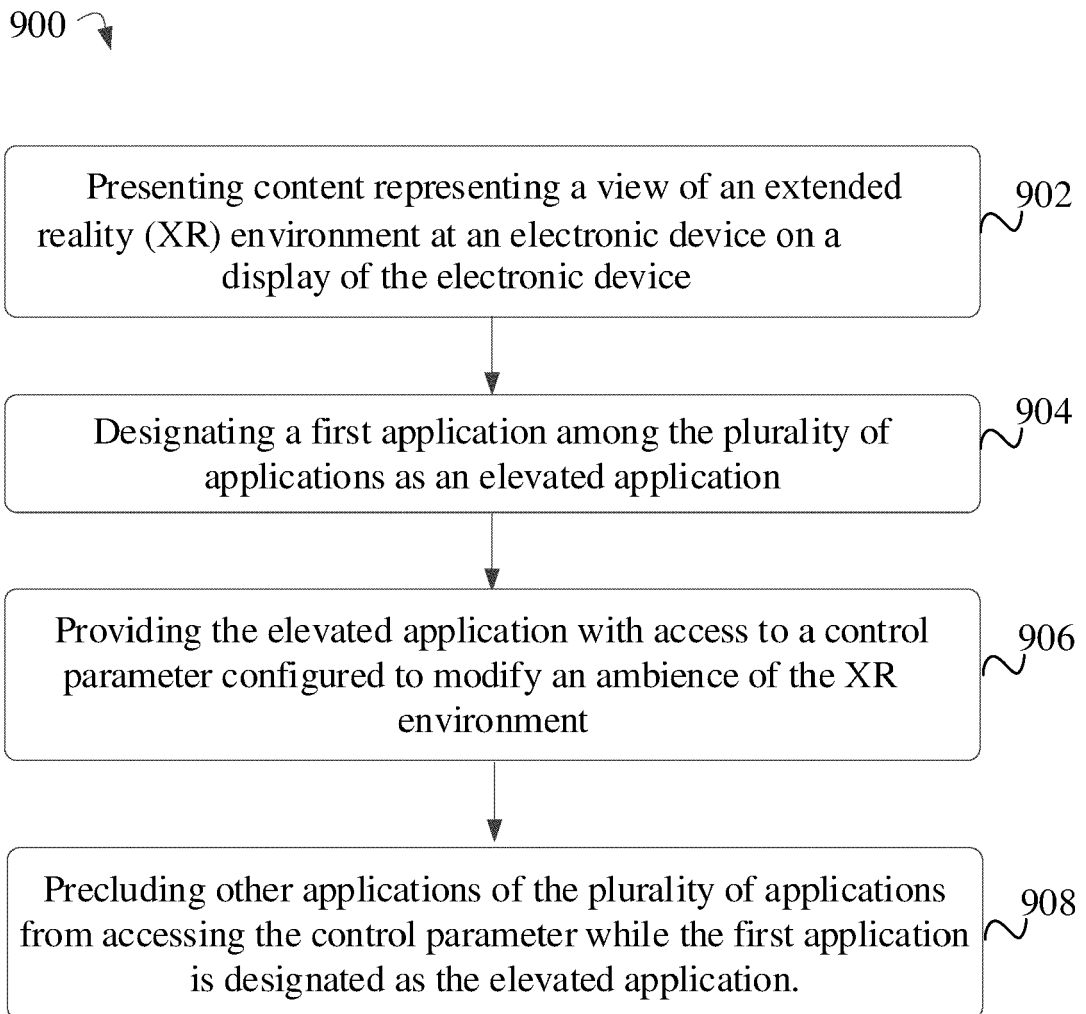 900
Presenting content representing a view of an extended
reality (XR) environment at an electronic device on a
display of the electronic device
902
Designating a first application among the plurality of
applications as an elevated application
904
Providing the elevated application with access to a control
parameter configured to modify an ambience of the XR
environment
906
Precluding other applications of the plurality of applications
from accessing the control parameter while the first application
is designated as the elevated application.
908